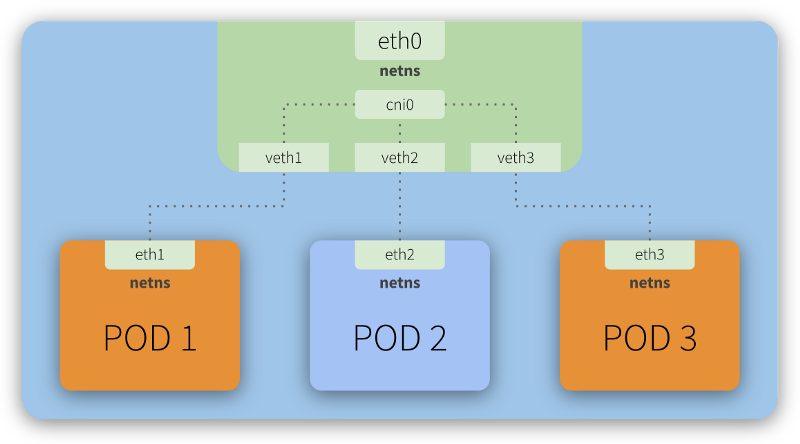 eth0
netns
cni0
veth1 veth2 veth3
eth1 eth2 eth3
netns netns netns
POD 1 POD 2 POD 3